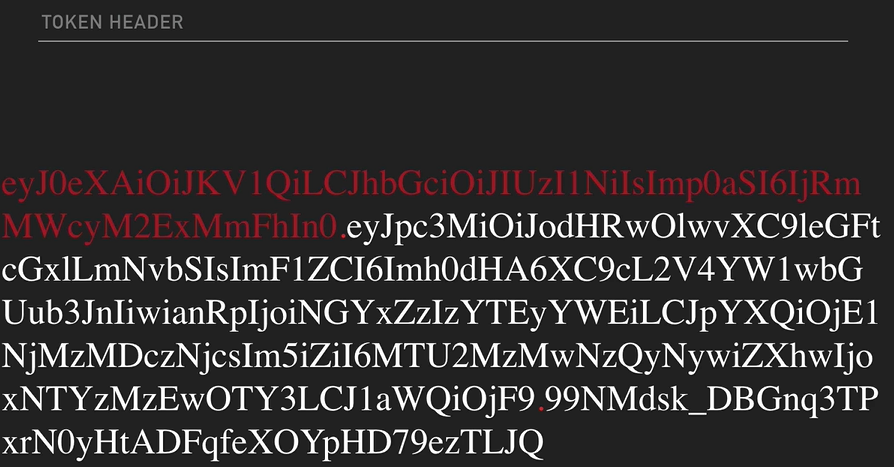 TOKEN HEADER
eyJ0eXAiOiJKV1QiLCJhbGciOiJIUzI1NiIsImp0aSI6IjRm
MWcyM2ExMmFhIn0.eyJpc3MiOiJodHRwOlwvXC9leGFt
cGxlLmNvbSIsImF1ZCI6Imh0dHA6XC9cL2V4YW1wbG
Uub3JnIiwianRpIjoiNGYxZzIzYTEyYWEiLCJpYXQiOjE1
NjMzMDczNjcsIm5iZiI6MTU2MzMwNzQyNywiZXhwIjo
xNTYzMzEwOTY3LCJ1aWQiOjF9.99NMdsk_DBGnq3TP
xrN0yHtADFqfeXOYpHD79ezTLJQ